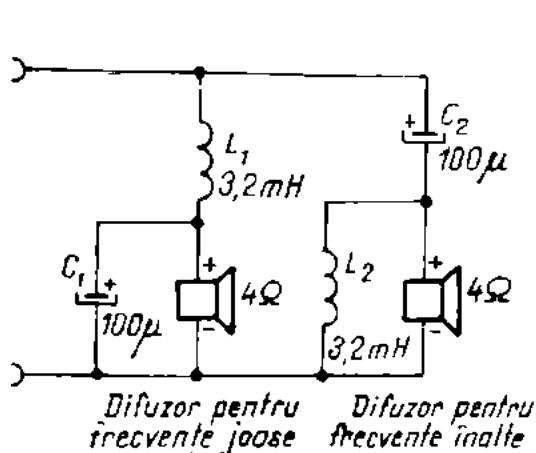 + C2
100µ
L1
3,2mH
C1 +
100µ
+
4Ω
-
L2
3,2mH
+
4Ω
-
Difuzor pentru
frecvente joase
Difuzor pentru
frecvente înalte